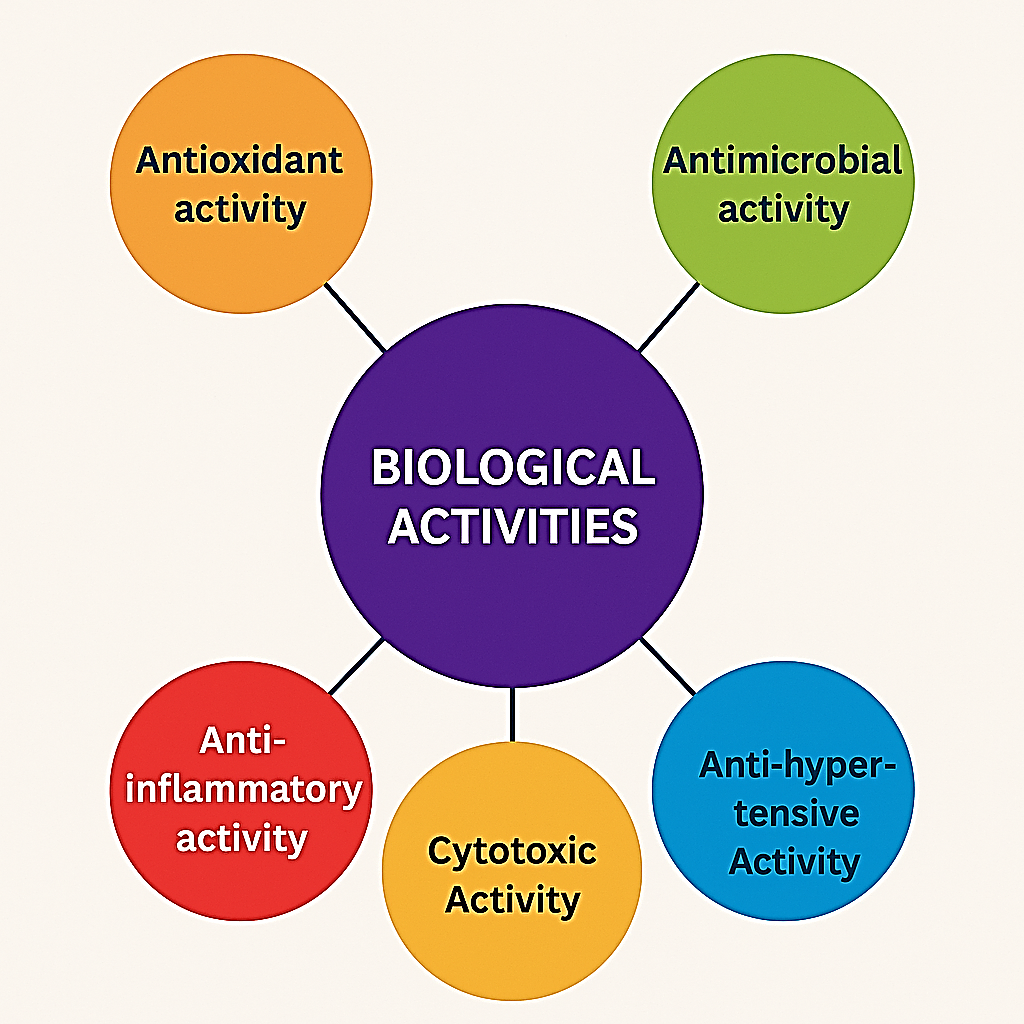 Antioxidant
activity
Antimicrobial
activity
BIOLOGICAL
ACTIVITIES
Anti-
inflammatory
activity
Cytotoxic
Activity
Anti-hyper-
tensive
Activity